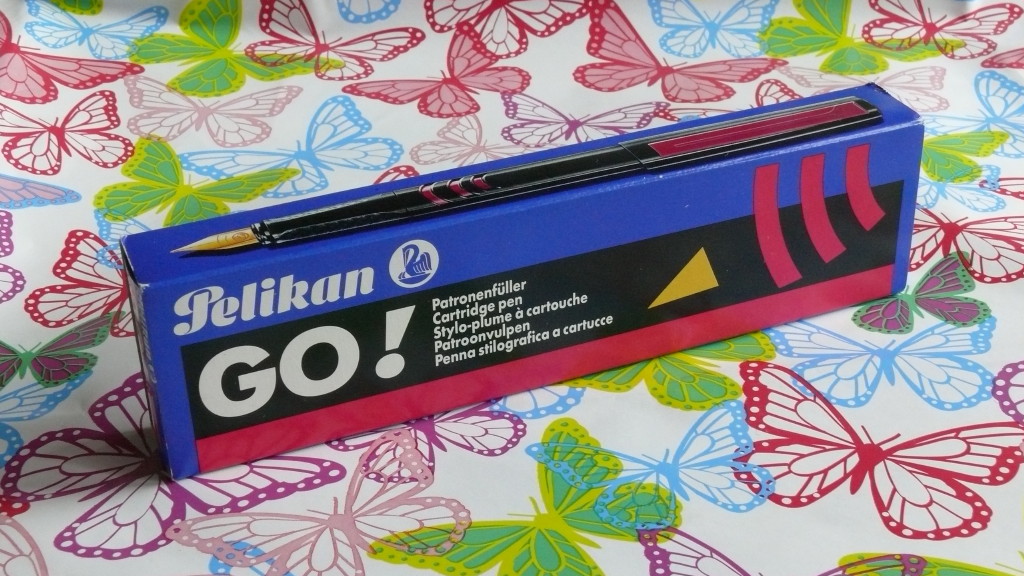 Pelikan
GO!
Patronenfüller
Cartridge pen
Stylo-plume à cartouche
Patroonvulpen
Penna stilografica a cartucce